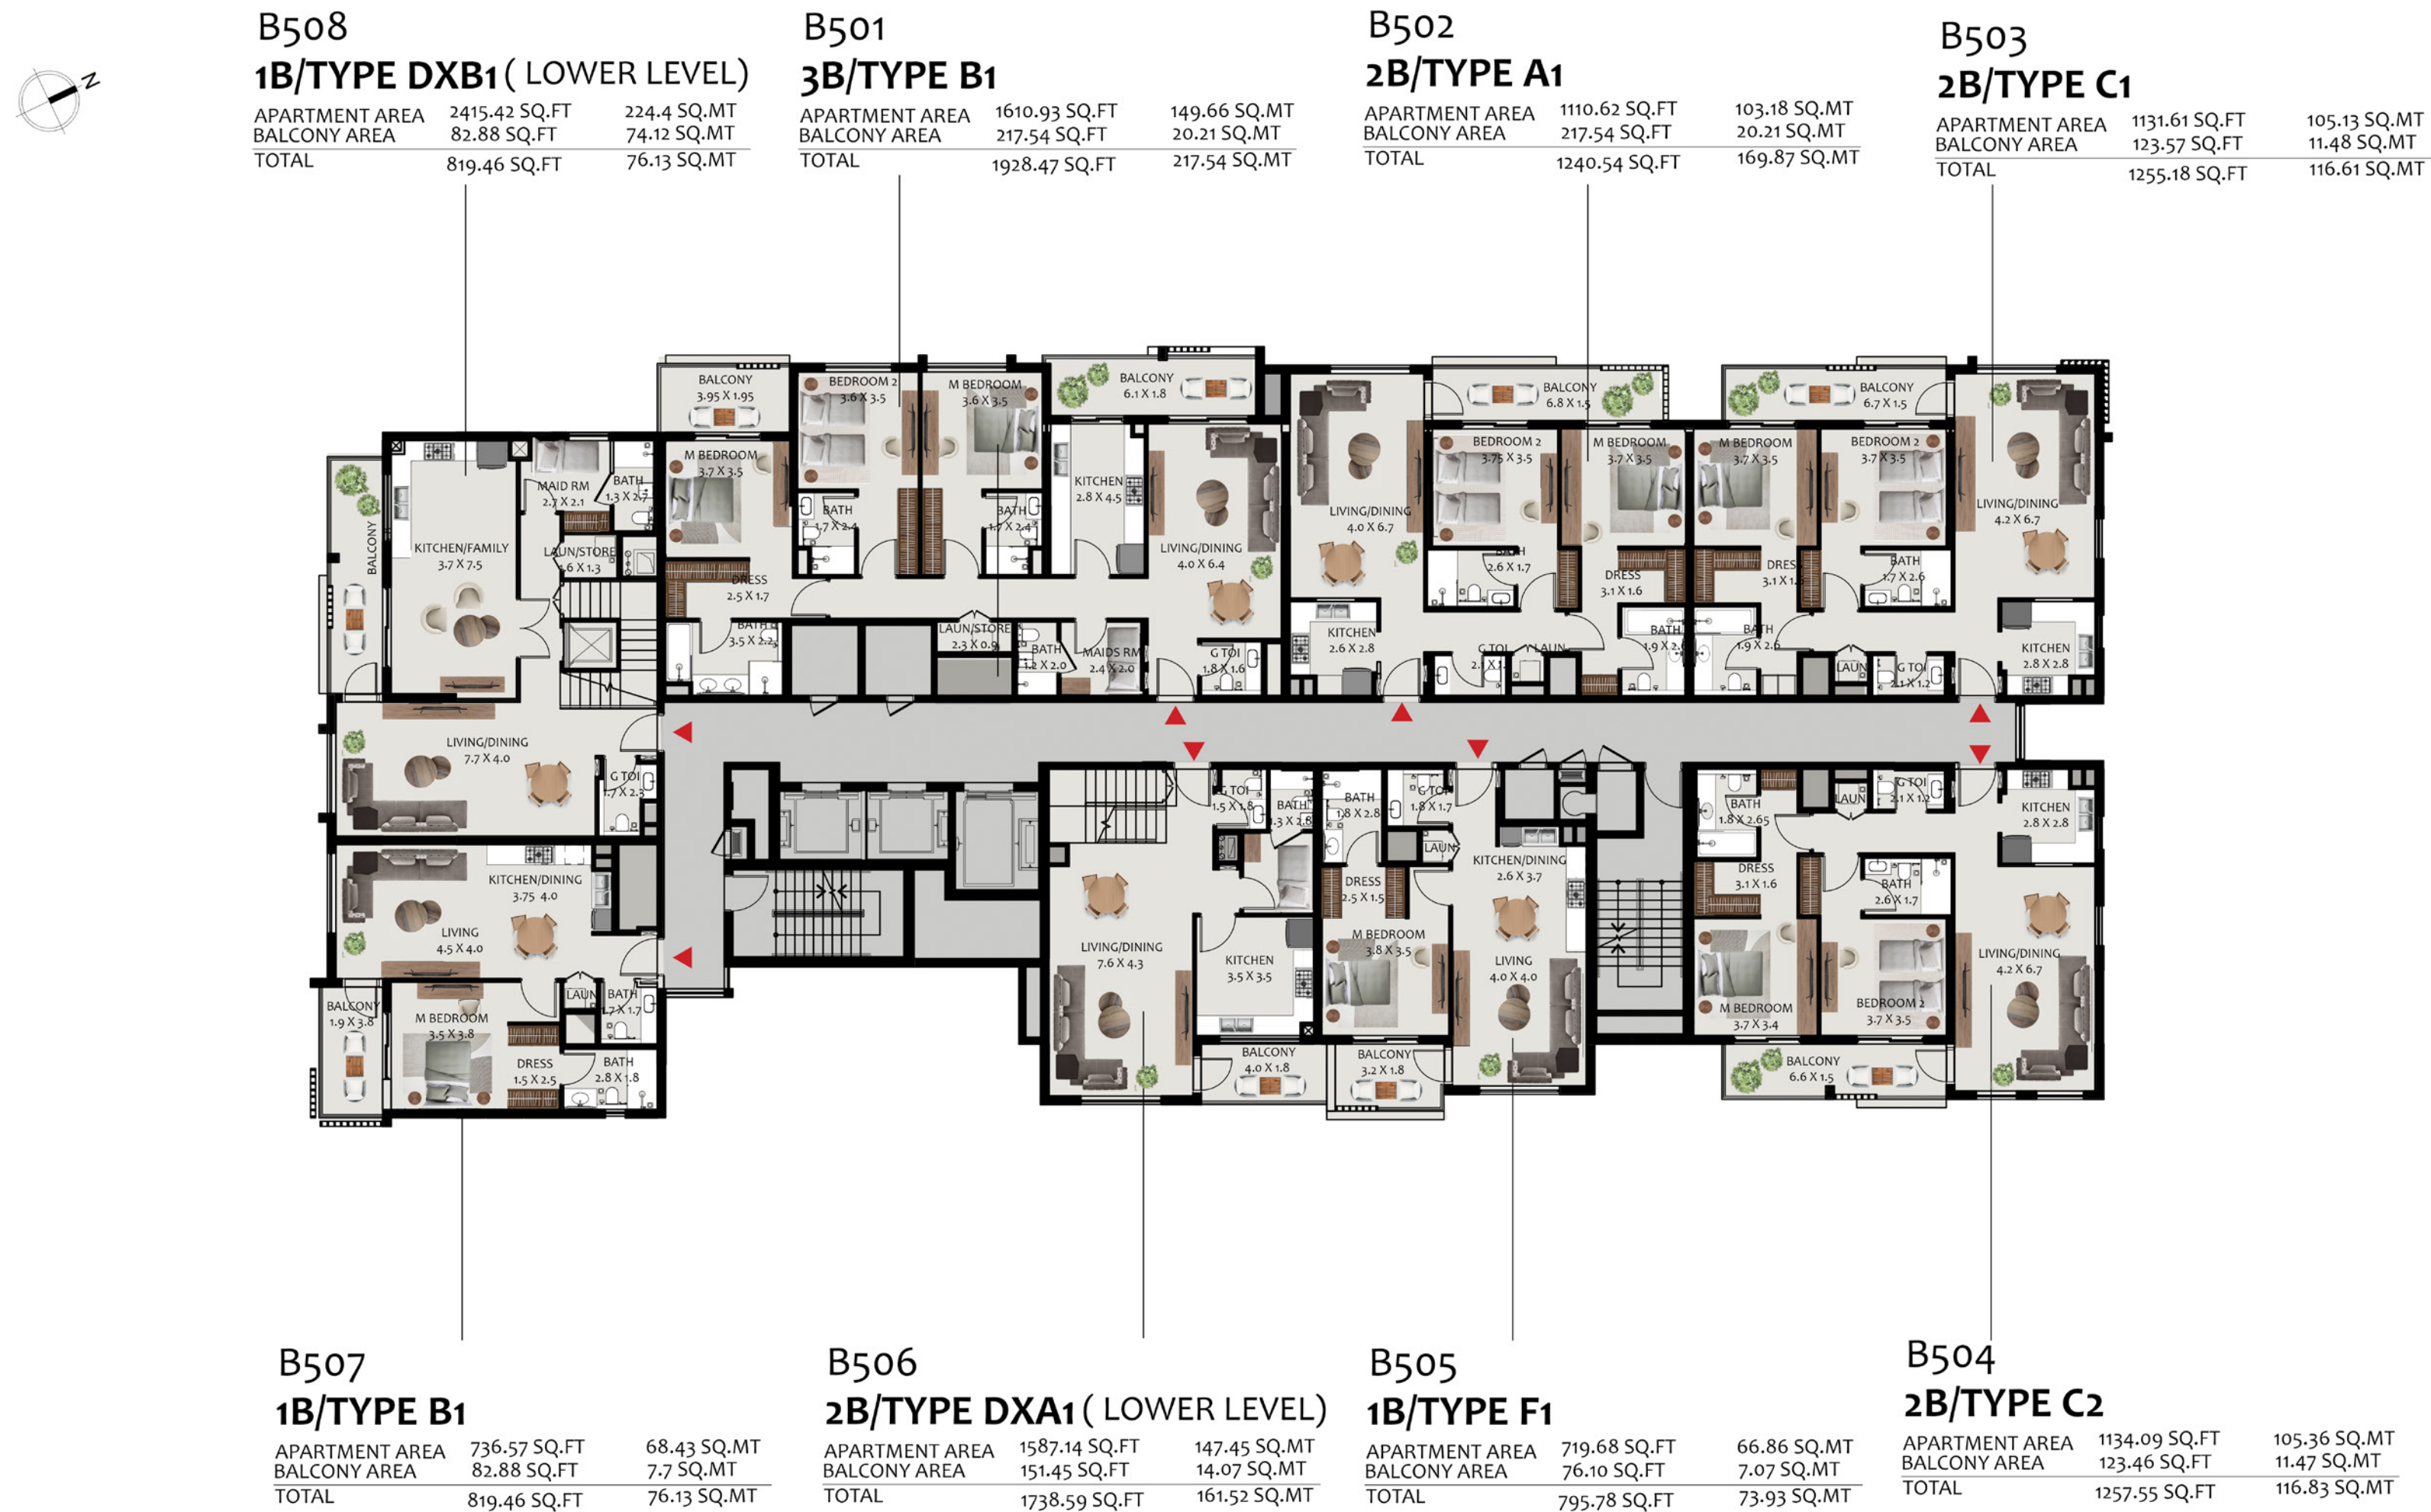 N
B508
1B/TYPE DXB1 ( LOWER LEVEL)
APARTMENT AREA 2415.42 SQ.FT 224.4 SQ.MT
BALCONY AREA 82.88 SQ.FT 74.12 SQ.MT
TOTAL 819.46 SQ.FT 76.13 SQ.MT
B501
3B/TYPE B1
APARTMENT AREA 1610.93 SQ.FT 149.66 SQ.MT
BALCONY AREA 217.54 SQ.FT 20.21 SQ.MT
TOTAL 1928.47 SQ.FT 217.54 SQ.MT
B502
2B/TYPE A1
APARTMENT AREA 1110.62 SQ.FT 103.18 SQ.MT
BALCONY AREA 217.54 SQ.FT 20.21 SQ.MT
TOTAL 1240.54 SQ.FT 169.87 SQ.MT
B503
2B/TYPE C1
APARTMENT AREA 1131.61 SQ.FT 105.13 SQ.MT
BALCONY AREA 123.57 SQ.FT 11.48 SQ.MT
TOTAL 1255.18 SQ.FT 116.61 SQ.MT
BALCONY
KITCHEN/FAMILY
3.7 X 7.5
MAID RM
2.7 X 2.1
BATH
1.3 X 2.7
LAUN/STORE
1.6 X 1.3
LIVING/DINING
7.7 X 4.0
G TOI
1.7 X 2.3
BALCONY
3.95 X 1.95
M BEDROOM
3.7 X 3.5
DRESS
2.5 X 1.7
BATH
3.5 X 2.2
BEDROOM 2
3.6 X 3.5
BATH
1.7 X 2.4
M BEDROOM
3.6 X 3.5
BATH
1.7 X 2.4
LAUN/STORE
2.3 X 0.9
BATH
1.2 X 2.0
MAIDS RM
2.4 X 2.0
KITCHEN
2.8 X 4.5
BALCONY
6.1 X 1.8
LIVING/DINING
4.0 X 6.4
G TOI
1.8 X 1.6
LIVING/DINING
4.0 X 6.7
KITCHEN
2.6 X 2.8
BALCONY
6.8 X 1.5
BEDROOM 2
3.75 X 3.5
BATH
2.6 X 1.7
G TOI
LAUN
M BEDROOM
3.7 X 3.5
DRESS
3.1 X 1.6
BATH
M BEDROOM
3.7 X 3.5
DRESS
BATH
1.9 X 2.6
BALCONY
6.7 X 1.5
BEDROOM 2
3.7 X 3.5
BATH
1.7 X 2.6
LAUN
G TOI
2.1 X 1.2
LIVING/DINING
4.2 X 6.7
KITCHEN
2.8 X 2.8
KITCHEN/DINING
3.75 4.0
LIVING
4.5 X 4.0
BALCONY
1.9 X 3.8
M BEDROOM
3.5 X 3.8
LAUN
BATH
1.7 X 1.7
DRESS
1.5 X 2.5
BATH
2.8 X 1.8
G TOI
1.5 X 1.8
BATH
1.3 X 2.8
LIVING/DINING
7.6 X 4.3
KITCHEN
3.5 X 3.5
BALCONY
4.0 X 1.8
BATH
1.8 X 2.8
G TOI
1.8 X 1.7
LAUN
DRESS
2.5 X 1.5
M BEDROOM
3.8 X 3.5
BALCONY
3.2 X 1.8
KITCHEN/DINING
2.6 X 3.7
LIVING
4.0 X 4.0
BATH
1.8 X 2.65
DRESS
3.1 X 1.6
M BEDROOM
3.7 X 3.4
LAUN
G TOI
2.1 X 1.2
BATH
2.6 X 1.7
BEDROOM 2
3.7 X 3.5
BALCONY
6.6 X 1.5
KITCHEN
2.8 X 2.8
LIVING/DINING
4.2 X 6.7
B507
1B/TYPE B1
APARTMENT AREA 736.57 SQ.FT 68.43 SQ.MT
BALCONY AREA 82.88 SQ.FT 7.7 SQ.MT
TOTAL 819.46 SQ.FT 76.13 SQ.MT
B506
2B/TYPE DXA1 ( LOWER LEVEL)
APARTMENT AREA 1587.14 SQ.FT 147.45 SQ.MT
BALCONY AREA 151.45 SQ.FT 14.07 SQ.MT
TOTAL 1738.59 SQ.FT 161.52 SQ.MT
B505
1B/TYPE F1
APARTMENT AREA 719.68 SQ.FT 66.86 SQ.MT
BALCONY AREA 76.10 SQ.FT 7.07 SQ.MT
TOTAL 795.78 SQ.FT 73.93 SQ.MT
B504
2B/TYPE C2
APARTMENT AREA 1134.09 SQ.FT 105.36 SQ.MT
BALCONY AREA 123.46 SQ.FT 11.47 SQ.MT
TOTAL 1257.55 SQ.FT 116.83 SQ.MT